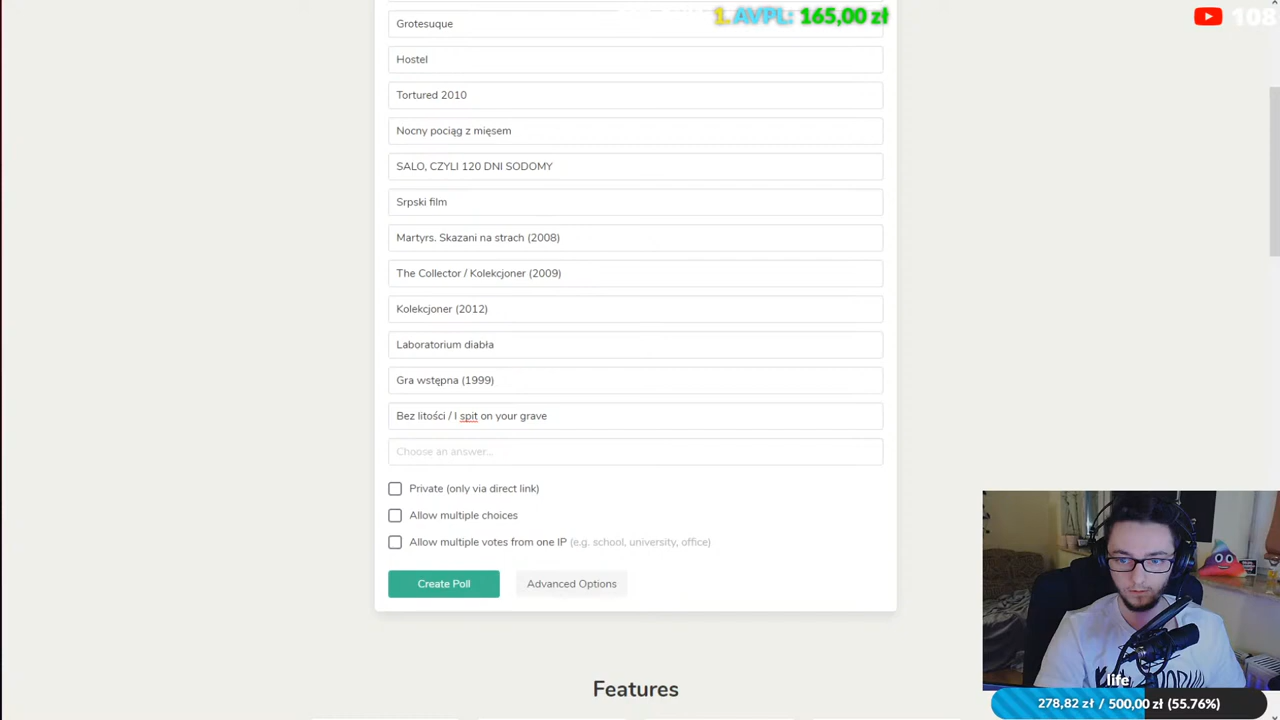 1. AVPL: 165,00 zł
108
Grotesuque
Hostel
Tortured 2010
Nocny pociąg z mięsem
SALO, CZYLI 120 DNI SODOMY
Srpski film
Martyrs. Skazani na strach (2008)
The Collector / Kolekcjoner (2009)
Kolekcjoner (2012)
Laboratorium diabła
Gra wstępna (1999)
Bez litości / I spit on your grave
Choose an answer...
Private (only via direct link)
Allow multiple choices
Allow multiple votes from one IP (e.g. school, university, office)
Create Poll
Advanced Options
Features
life
278,82 zł / 500,00 zł (55.76%)